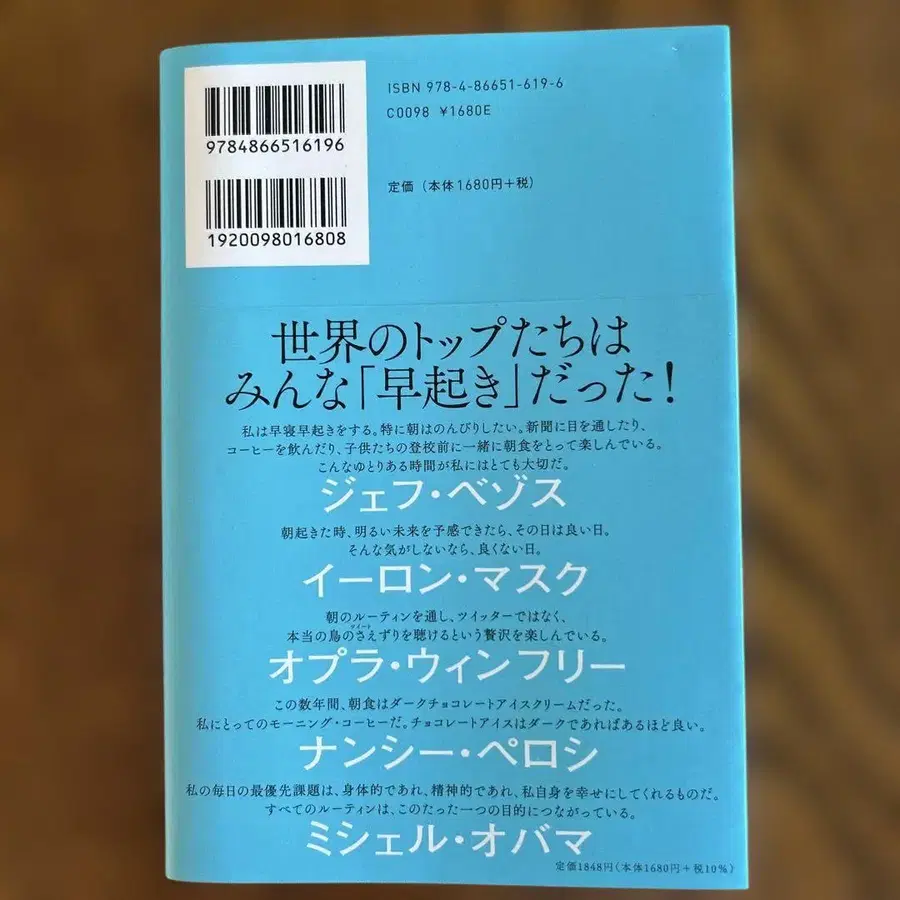 9784866516196
1920098016808
ISBN 978-4-86651-619-6
C0098 ¥1680E
定価（本体1680円＋税）
世界のトップたちは
みんな「早起き」だった！
私は早寝早起きをする。特に朝はのんびりしたい。新聞に目を通したり、
コーヒーを飲んだり、子供たちの登校前に一緒に朝食をとって楽しんでいる。
こんなゆとりある時間が私にはとても大切だ。
ジェフ・ベゾス
朝起きた時、明るい未来を予感できたら、その日は良い日。
そんな気がしないなら、良くない日。
イーロン・マスク
朝のルーティンを通し、ツイッターではなく、
ツイート
本当の鳥のさえずりを聴けるという贅沢を楽しんでいる。
オプラ・ウィンフリー
この数年間、朝食はダークチョコレートアイスクリームだった。
私にとってのモーニング・コーヒーだ。チョコレートアイスはダークであればあるほど良い。
ナンシー・ペロシ
私の毎日の最優先課題は、身体的であれ、精神的であれ、私自身を幸せにしてくれるものだ。
すべてのルーティンは、このたった一つの目的につながっている。
ミシェル・オバマ
定価1848円（本体1680円＋税10％）